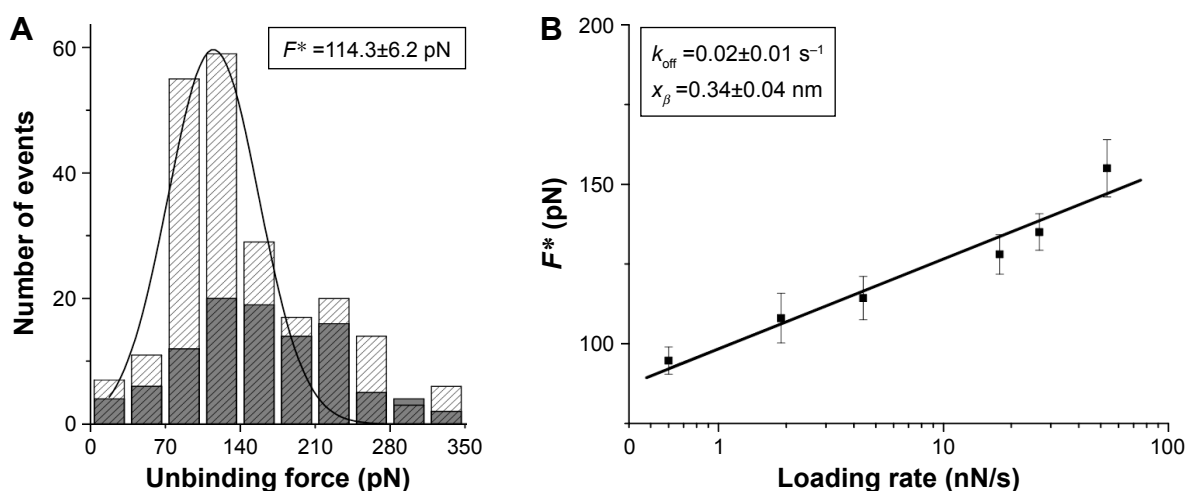 A
F* =114.3±6.2 pN
60
40
20
0
Number of events
0 70 140 210 280 350
Unbinding force (pN)
B
k_off =0.02±0.01 s⁻¹
x_β =0.34±0.04 nm
200
150
100
F* (pN)
0 1 10 100
Loading rate (nN/s)